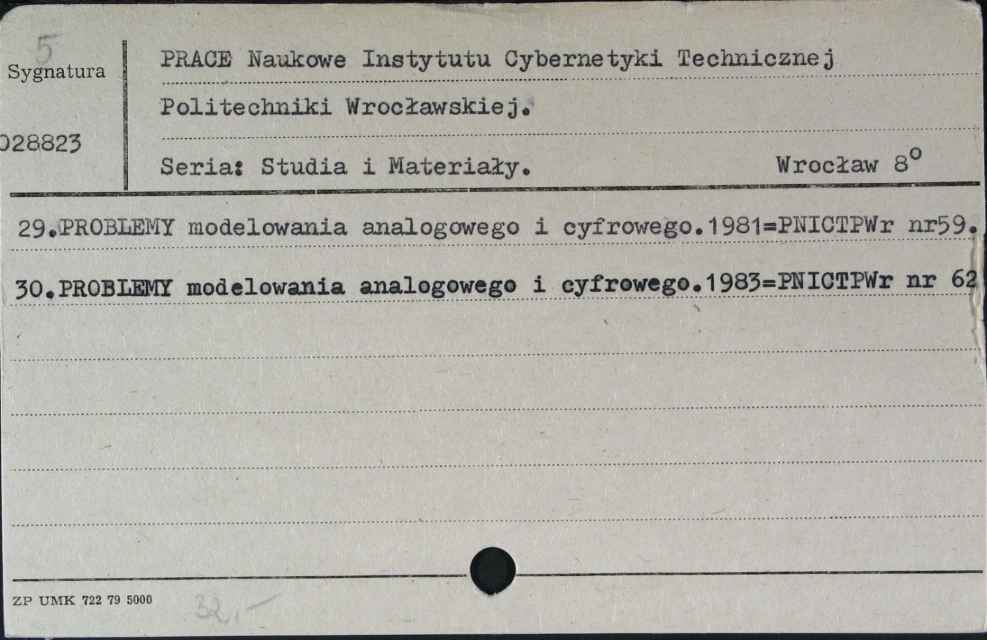 5
Sygnatura
PRACE Naukowe Instytutu Cybernetyki Technicznej
Politechniki Wrocławskiej.
028823
Seria: Studia i Materiały. Wrocław 8°
29.PROBLEMY modelowania analogowego i cyfrowego.1981=PNICTPWr nr59.
30.PROBLEMY modelowania analogowego i cyfrowego.1983=PNICTPWr nr 62
ZP UMK 722 79 5000
32,-